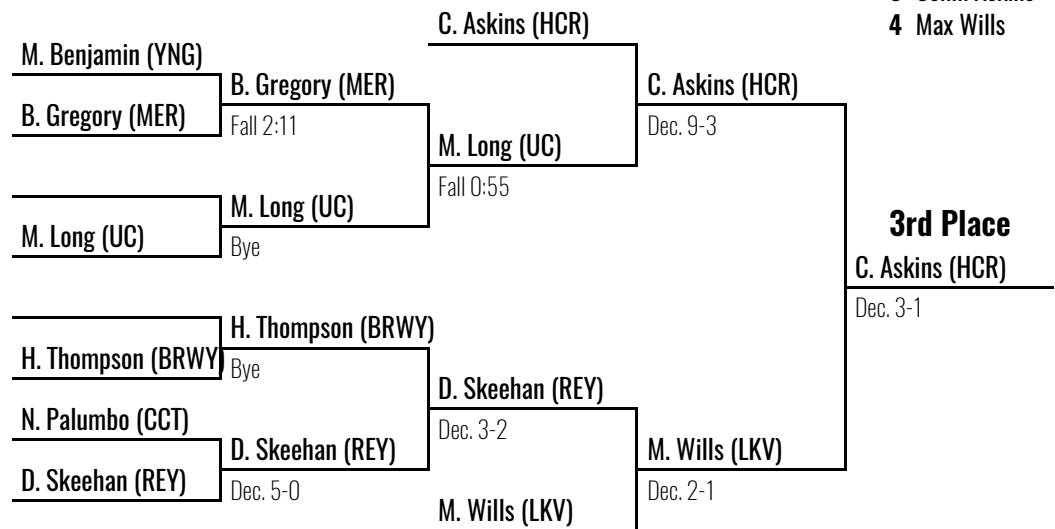 4 Max Wills
C. Askins (HCR)
M. Benjamin (YNG)
B. Gregory (MER)
C. Askins (HCR)
B. Gregory (MER)
Fall 2:11
Dec. 9-3
M. Long (UC)
Fall 0:55
M. Long (UC)
M. Long (UC)
Bye
3rd Place
C. Askins (HCR)
Dec. 3-1
H. Thompson (BRWY)
H. Thompson (BRWY)
Bye
D. Skeehan (REY)
N. Palumbo (CCT)
Dec. 3-2
D. Skeehan (REY)
M. Wills (LKV)
D. Skeehan (REY)
Dec. 5-0
Dec. 2-1
M. Wills (LKV)